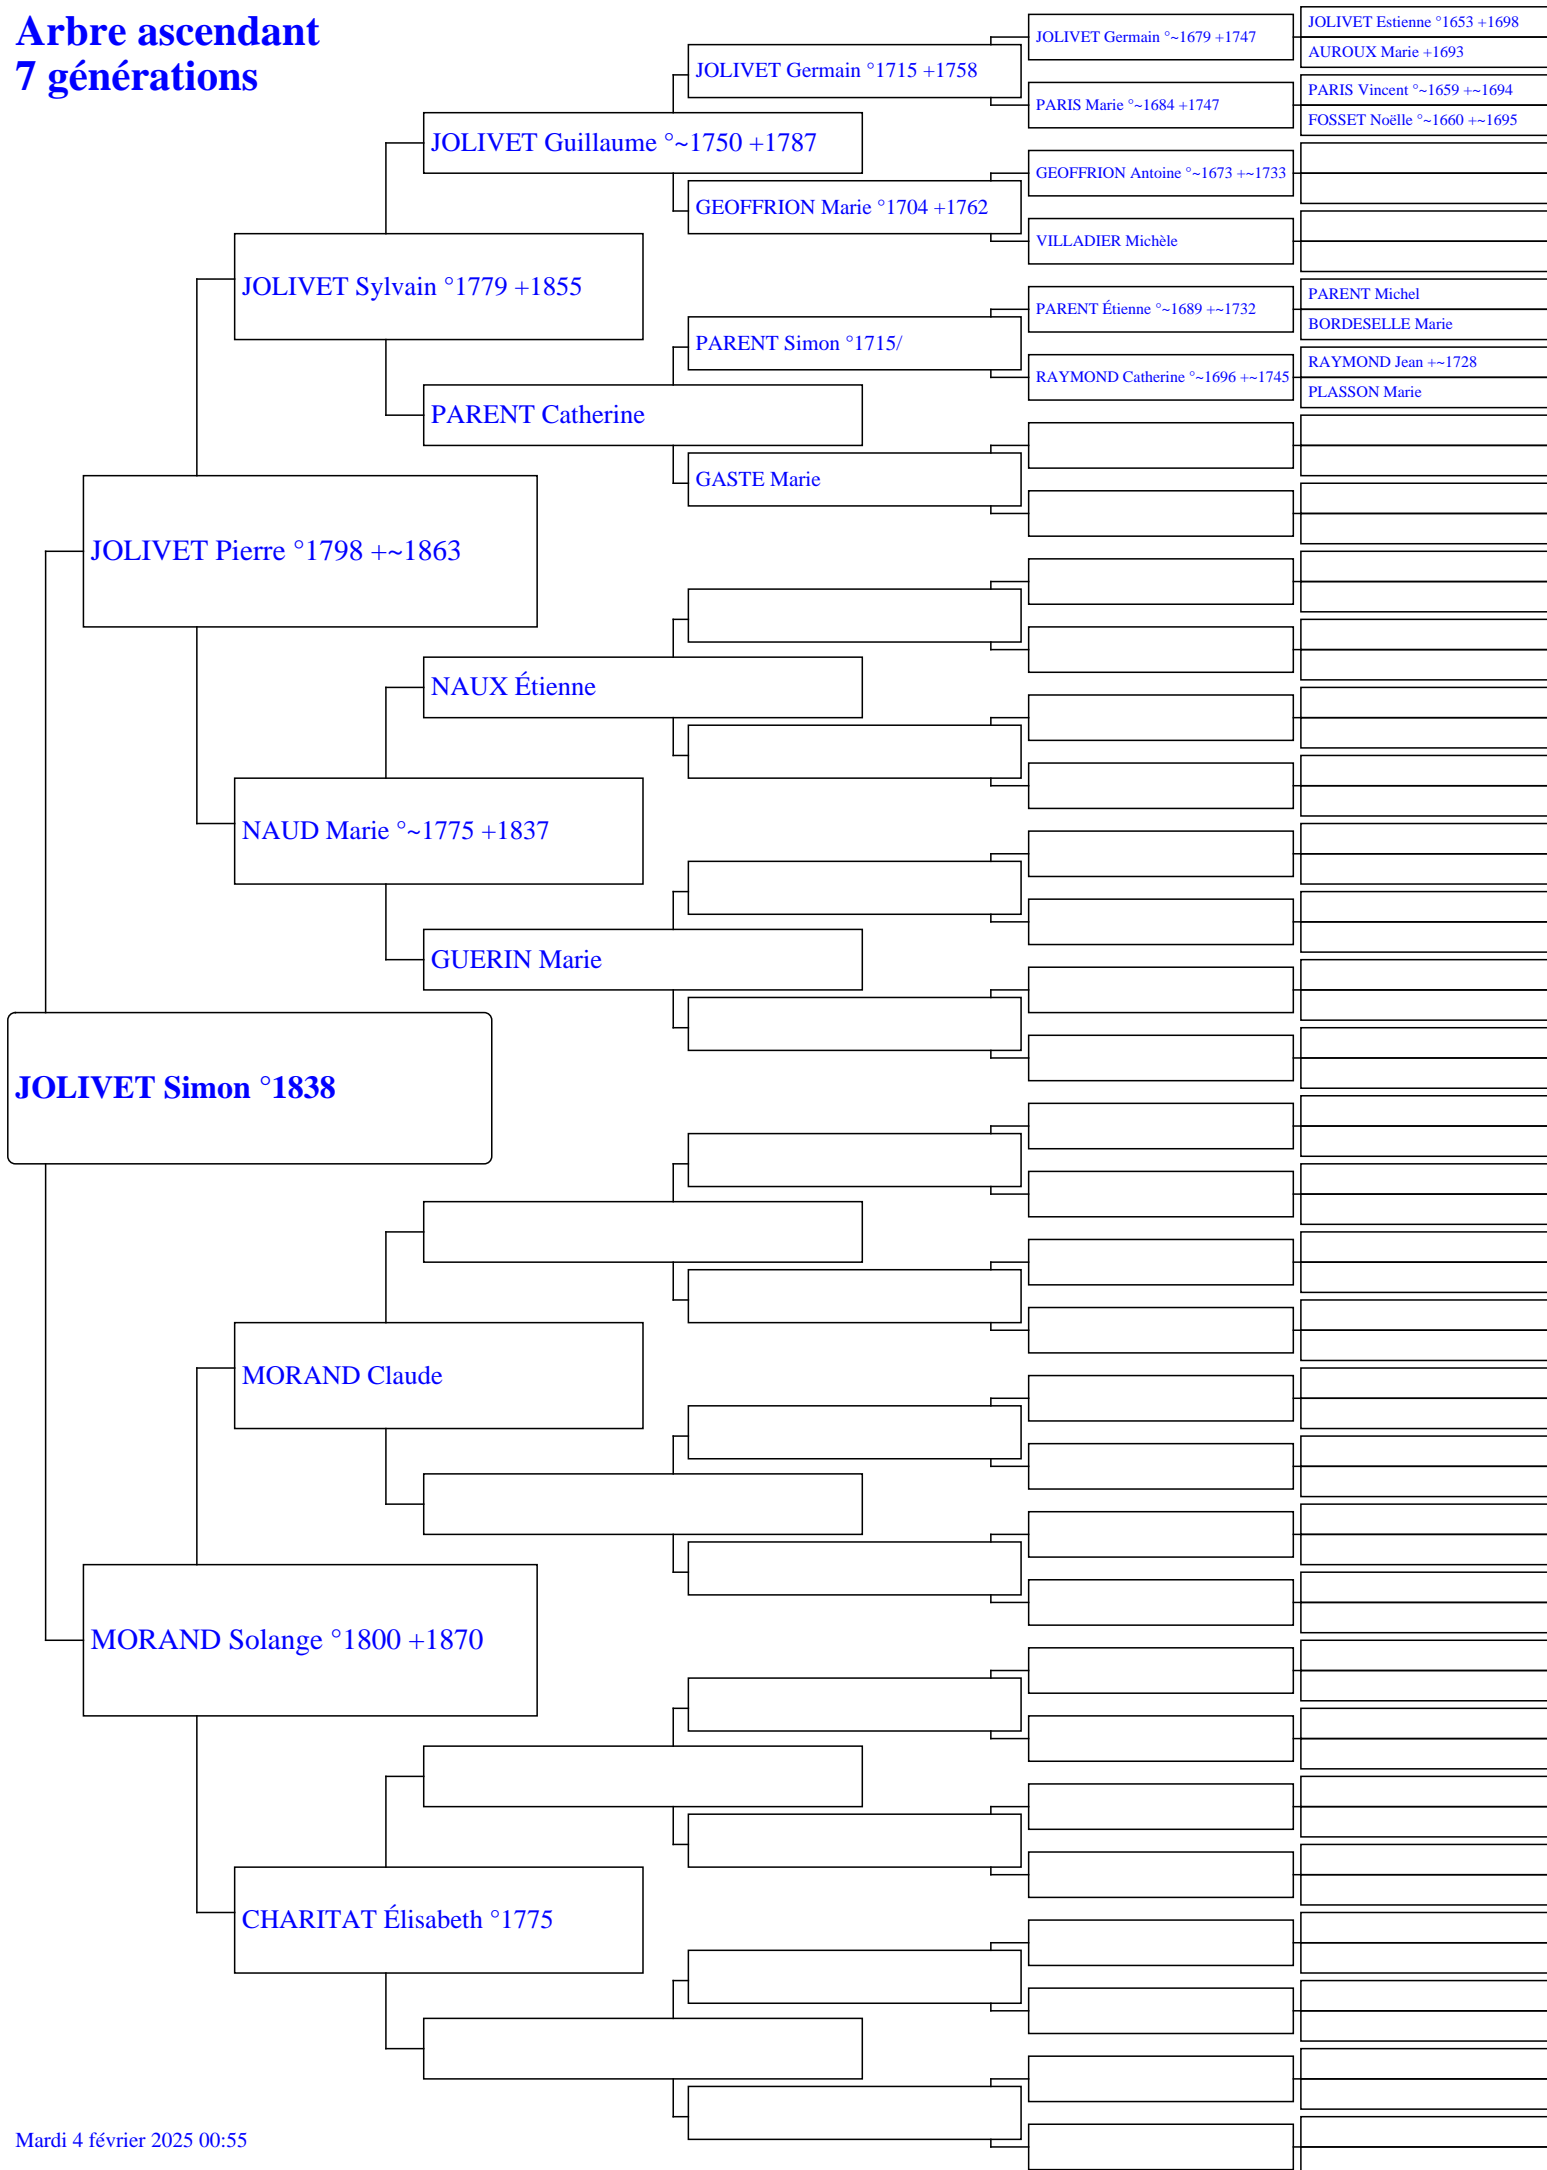 Arbre ascendant
7 générations
JOLIVET Germain °~1679 +1747
JOLIVET Estienne °1653 +1698
AUROUX Marie +1693
JOLIVET Germain °1715 +1758
PARIS Marie °~1684 +1747
PARIS Vincent °~1659 +~1694
FOSSET Noëlle °~1660 +~1695
JOLIVET Guillaume °~1750 +1787
GEOFFRION Antoine °~1673 +~1733
GEOFFRION Marie °1704 +1762
VILLADIER Michèle
JOLIVET Sylvain °1779 +1855
PARENT Étienne °~1689 +~1732
PARENT Michel
BORDESELLE Marie
PARENT Simon °1715/
RAYMOND Catherine °~1696 +~1745
RAYMOND Jean +~1728
PLASSON Marie
PARENT Catherine
GASTE Marie
JOLIVET Pierre °1798 +~1863
NAUX Étienne
NAUD Marie °~1775 +1837
GUERIN Marie
JOLIVET Simon °1838
MORAND Claude
MORAND Solange °1800 +1870
CHARITAT Élisabeth °1775
Mardi 4 février 2025 00:55